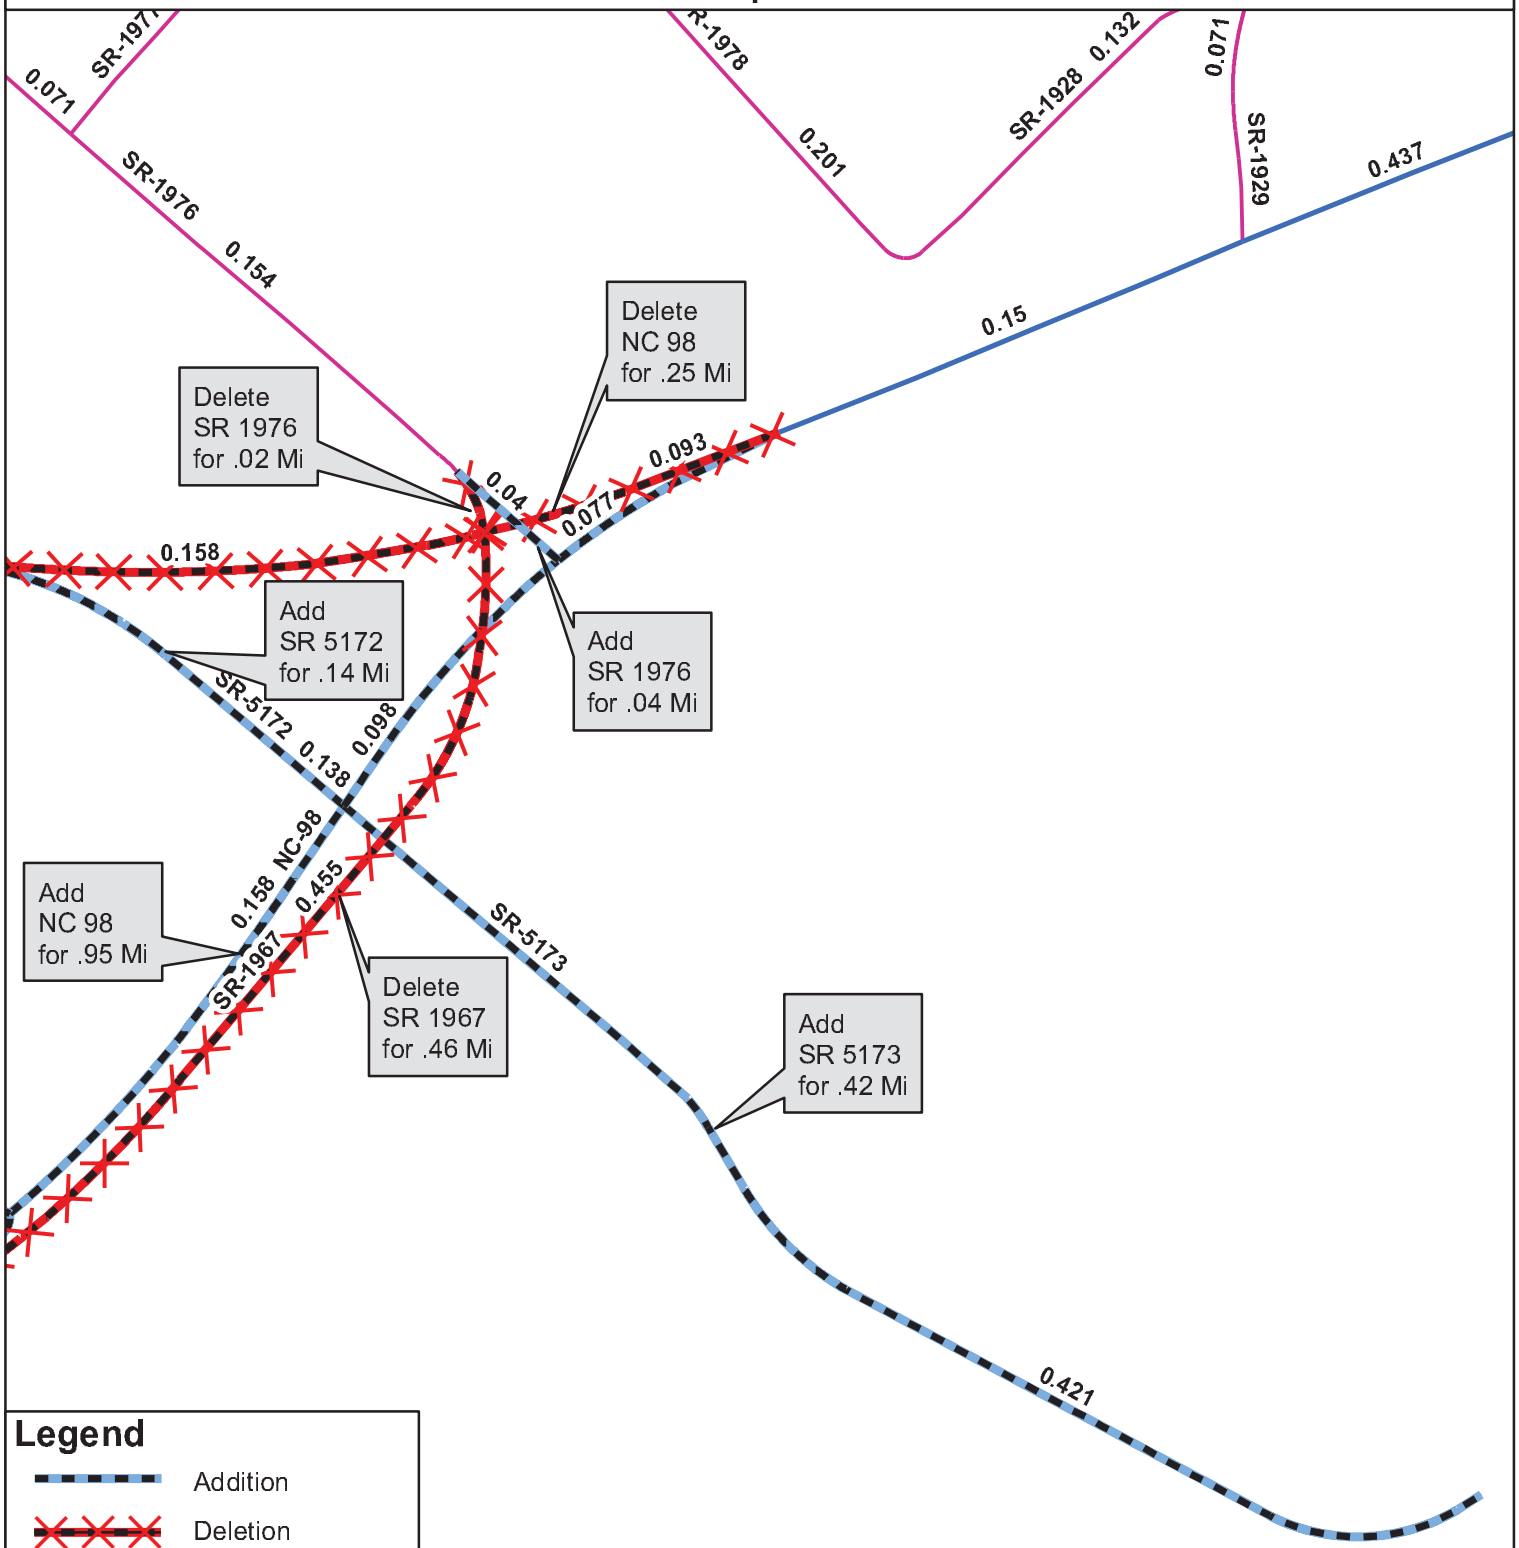 SR-1977
0.071
SR-1976
0.154
R-1978
0.201
SR-1928
0.132
0.071
SR-1929
0.437
0.15
Delete
NC 98
for .25 Mi
Delete
SR 1976
for .02 Mi
0.04
0.093
0.077
0.158
Add
SR 5172
for .14 Mi
Add
SR 1976
for .04 Mi
SR-5172
0.138
0.098
NC-98
0.158
0.455
SR-1967
Add
NC 98
for .95 Mi
Delete
SR 1967
for .46 Mi
SR-5173
Add
SR 5173
for .42 Mi
0.421
Legend
Addition
Deletion